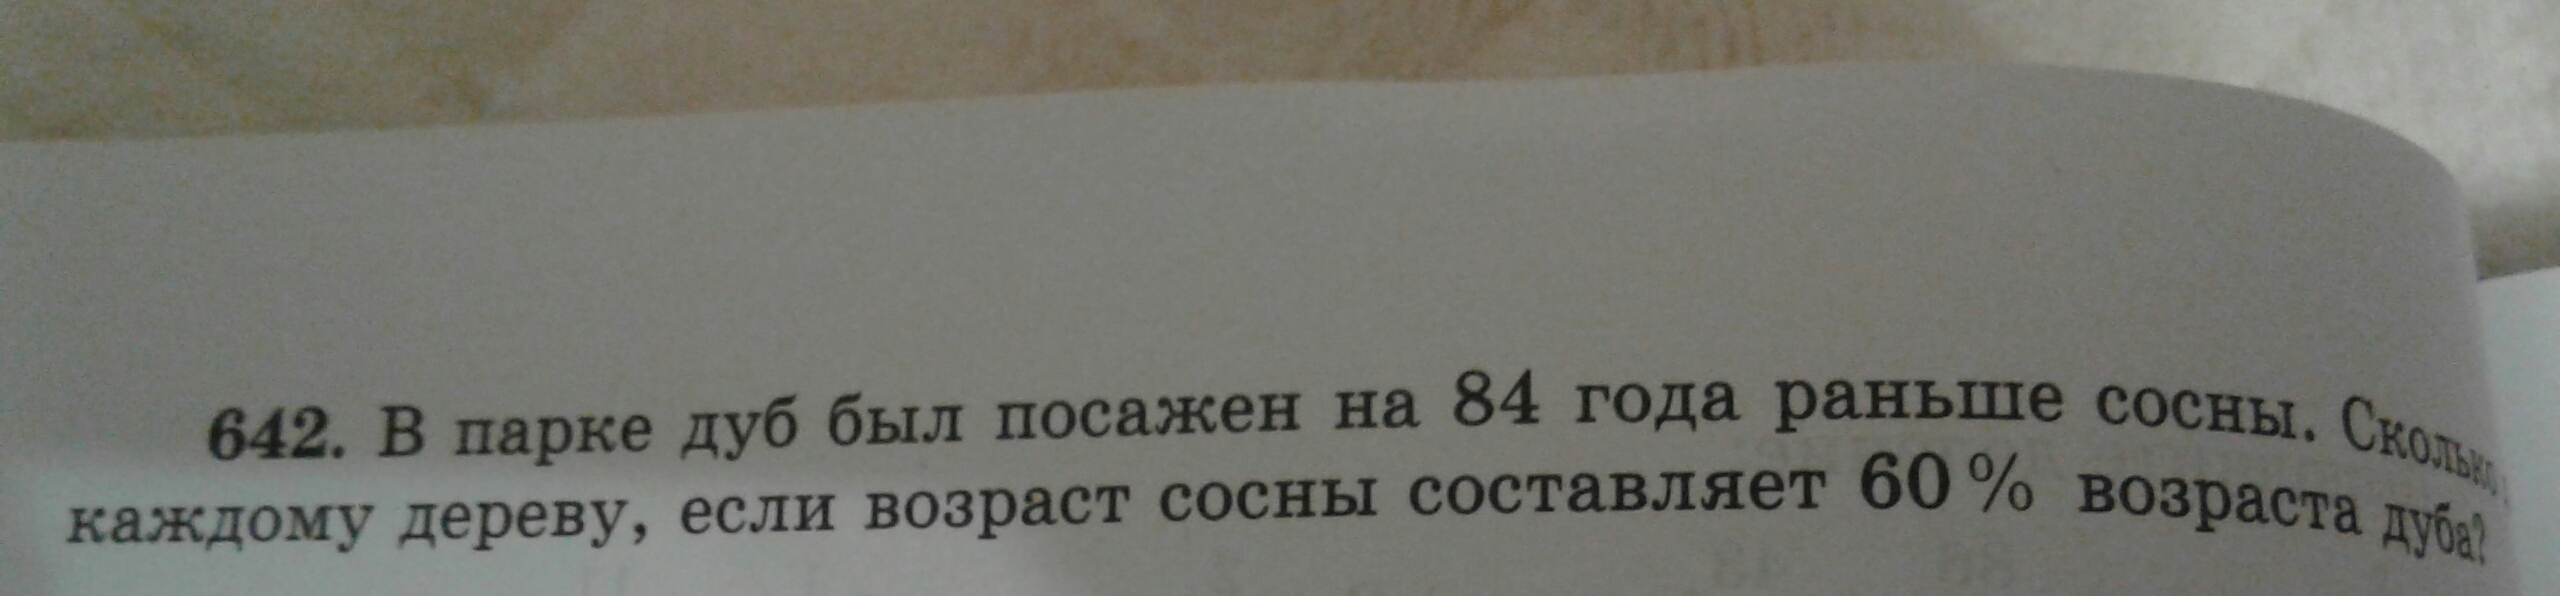 642. В парке дуб был посажен на 84 года раньше сосны. Сколько
каждому дереву, если возраст сосны составляет 60 % возраста дуба?